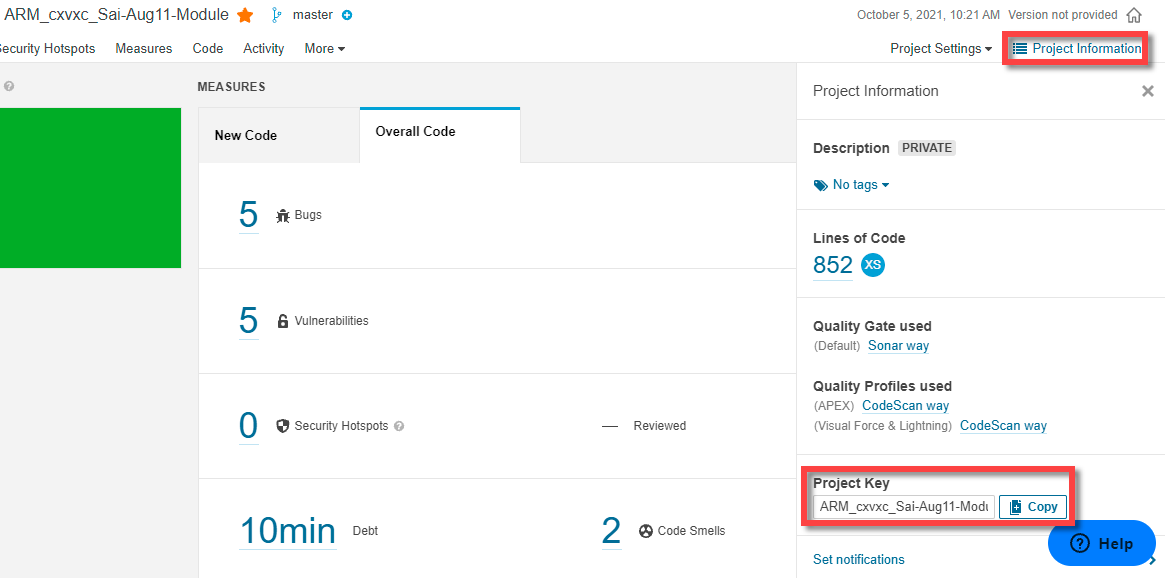 ARM_cxvxc_Sai-Aug11-Module master October 5, 2021, 10:21 AM Version not provided
ecurity Hotspots Measures Code Activity More Project Settings Project Information
MEASURES
New Code
Overall Code
5 Bugs
5 Vulnerabilities
0 Security Hotspots — Reviewed
10min Debt 2 Code Smells
Project Information
Description PRIVATE
No tags
Lines of Code
852 XS
Quality Gate used
(Default) Sonar way
Quality Profiles used
(APEX) CodeScan way
(Visual Force & Lightning) CodeScan way
Project Key
ARM_cxvxc_Sai-Aug11-Modu Copy
Help
Set notifications